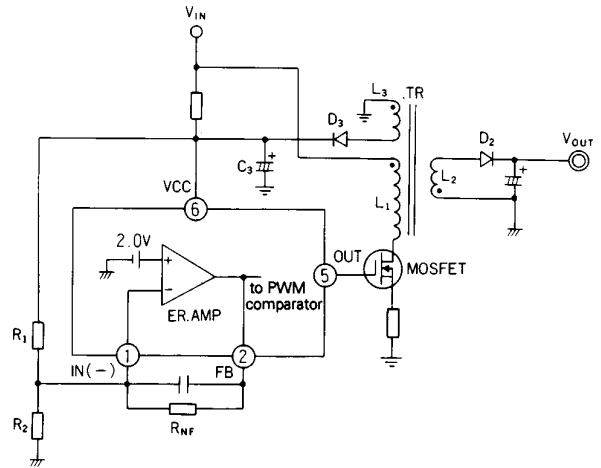 VIN
L3
TR
D3
D2
VOUT
C3
+
+
VCC
6
L1
L2
2.0V
+
−
ER.AMP
OUT
5
MOSFET
to PWM
comparator
R1
1
2
IN(−)
FB
R2
RNF